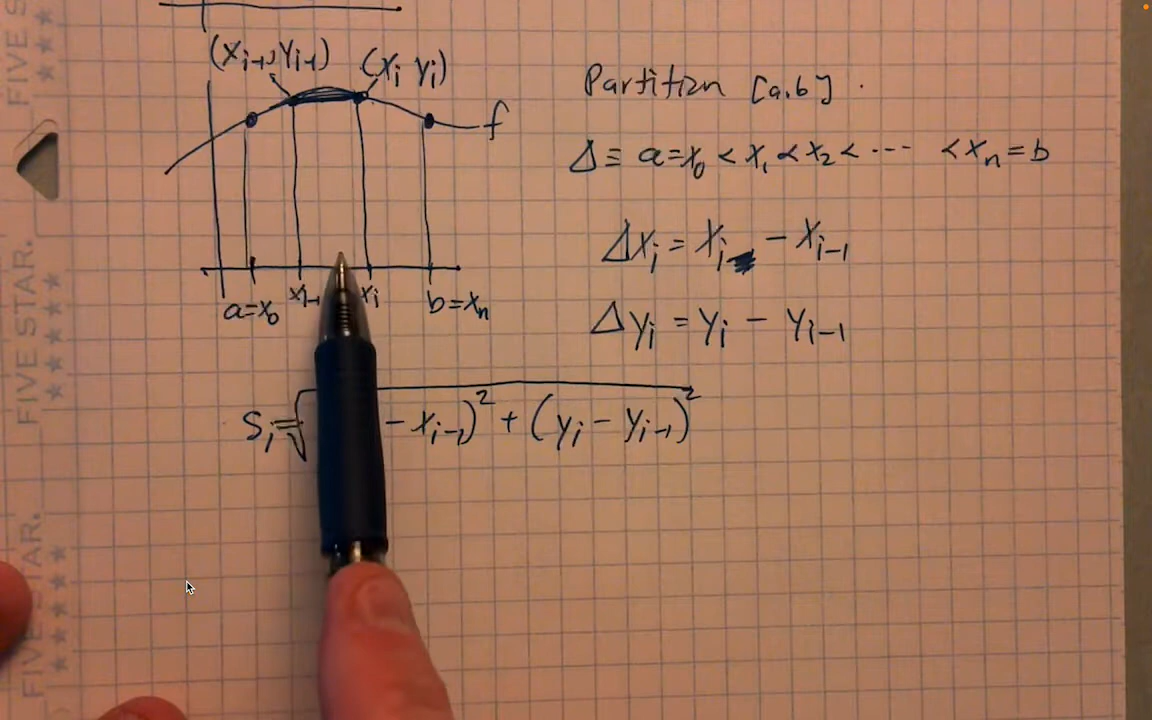 (xᵢ₋₁, yᵢ₋₁) (xᵢ yᵢ)
f
a=x₀ xᵢ₋₁ xᵢ b=xₙ
Partition [a,b].
Δ ≡ a=x₀ < x₁ < x₂ < ··· < xₙ = b
Δxᵢ = xᵢ - xᵢ₋₁
Δyᵢ = yᵢ - yᵢ₋₁
Sᵢ = √ - xᵢ₋₁)² + (yᵢ - yᵢ₋₁)²
FIVE STAR.
FIVE STAR.
FIVE STAR.